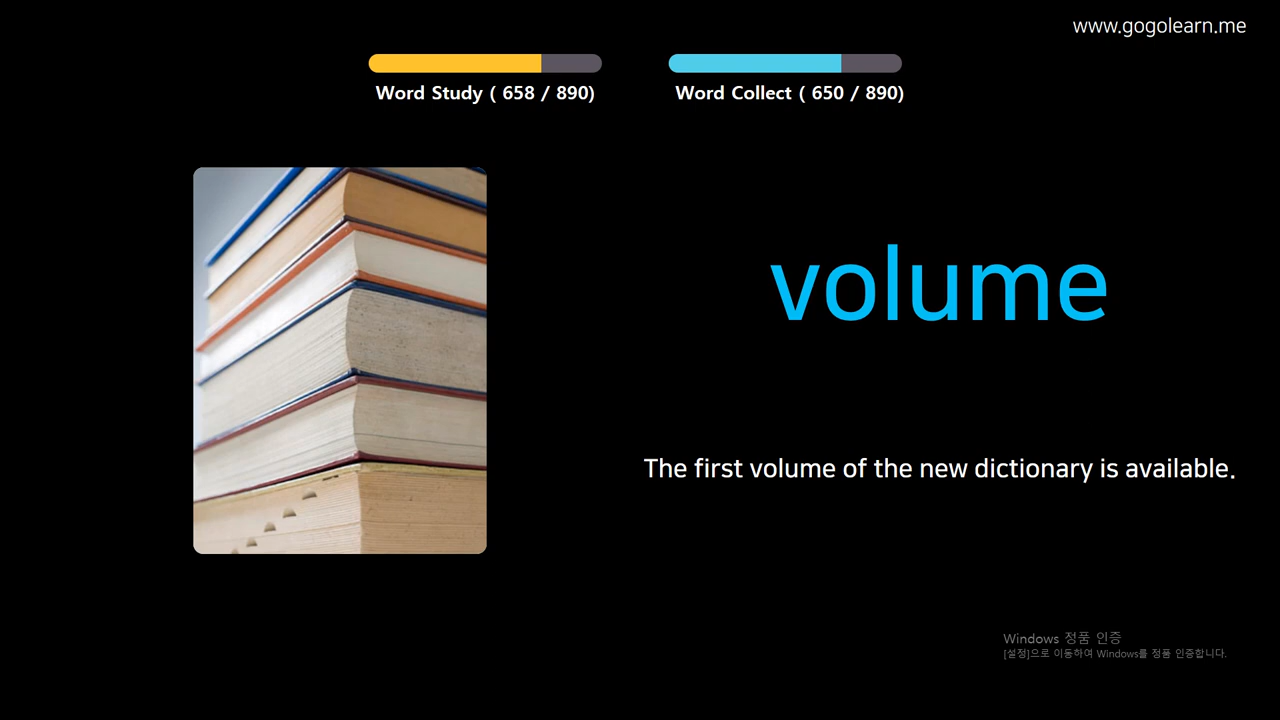 www.gogolearn.me
Word Study ( 658 / 890)
Word Collect ( 650 / 890)
volume
The first volume of the new dictionary is available.
Windows 정품 인증
[설정]으로 이동하여 Windows를 정품 인증합니다.